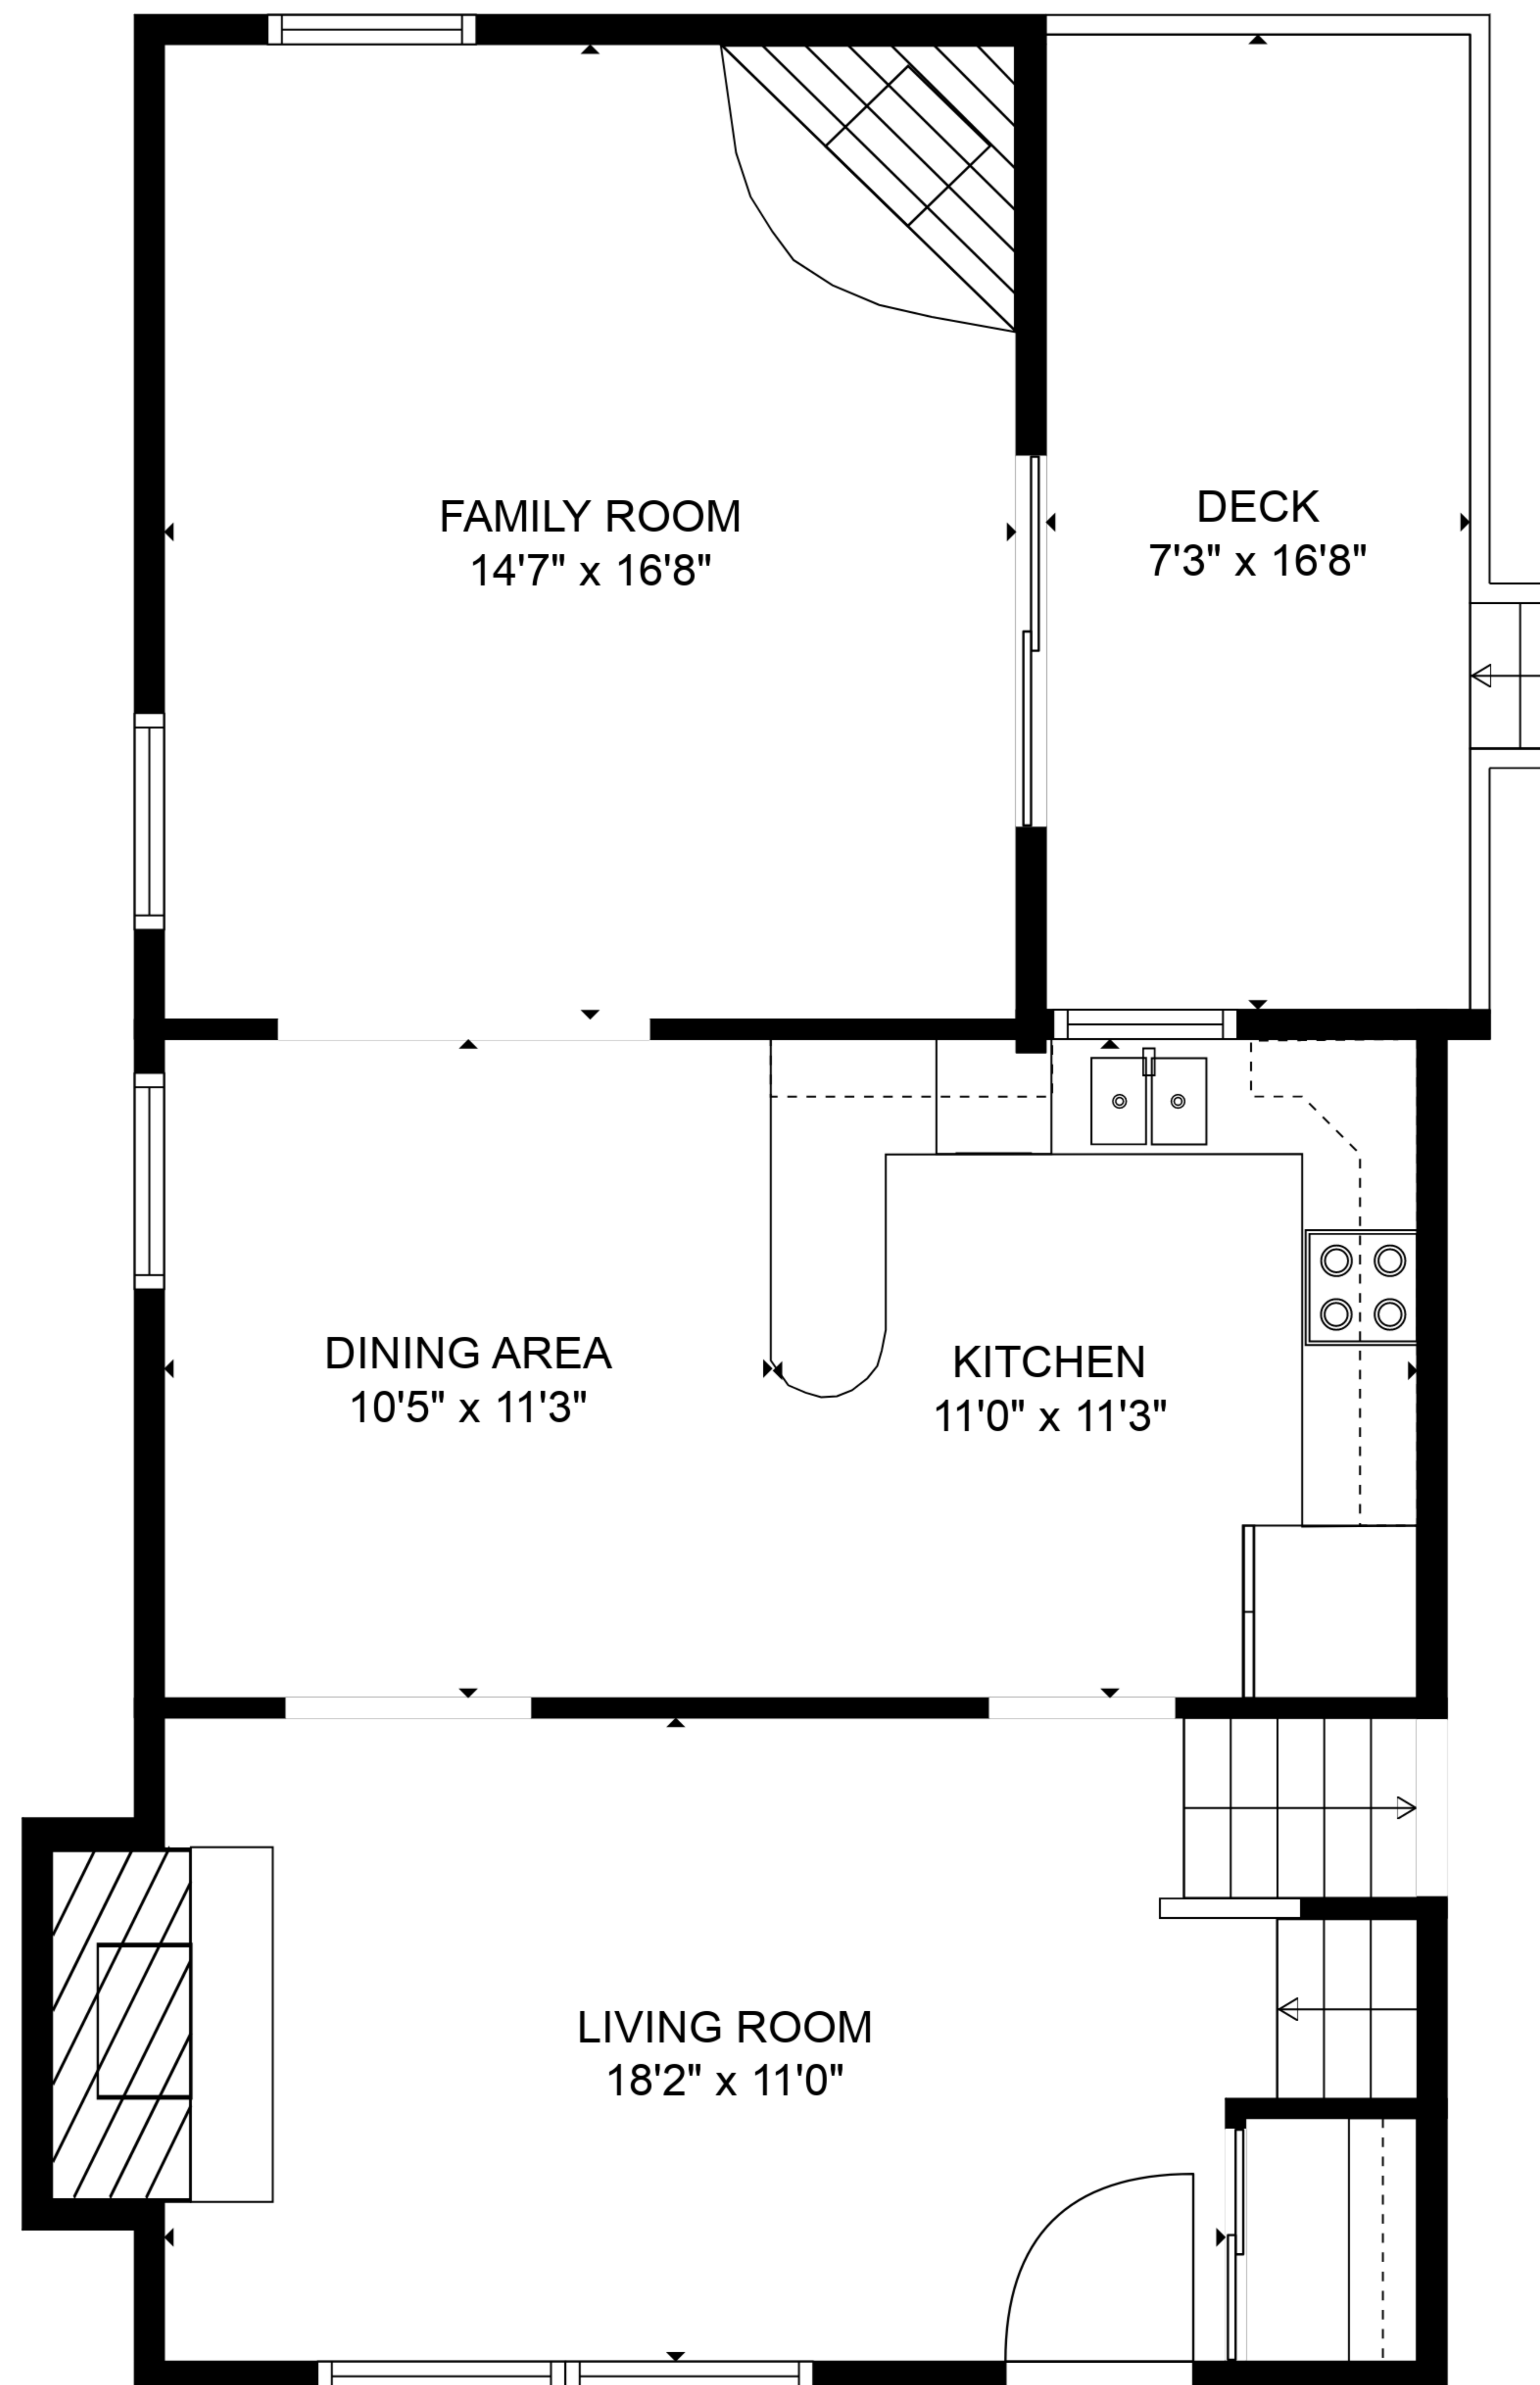 FAMILY ROOM
14'7" x 16'8"
DECK
7'3" x 16'8"
DINING AREA
10'5" x 11'3"
KITCHEN
11'0" x 11'3"
LIVING ROOM
18'2" x 11'0"